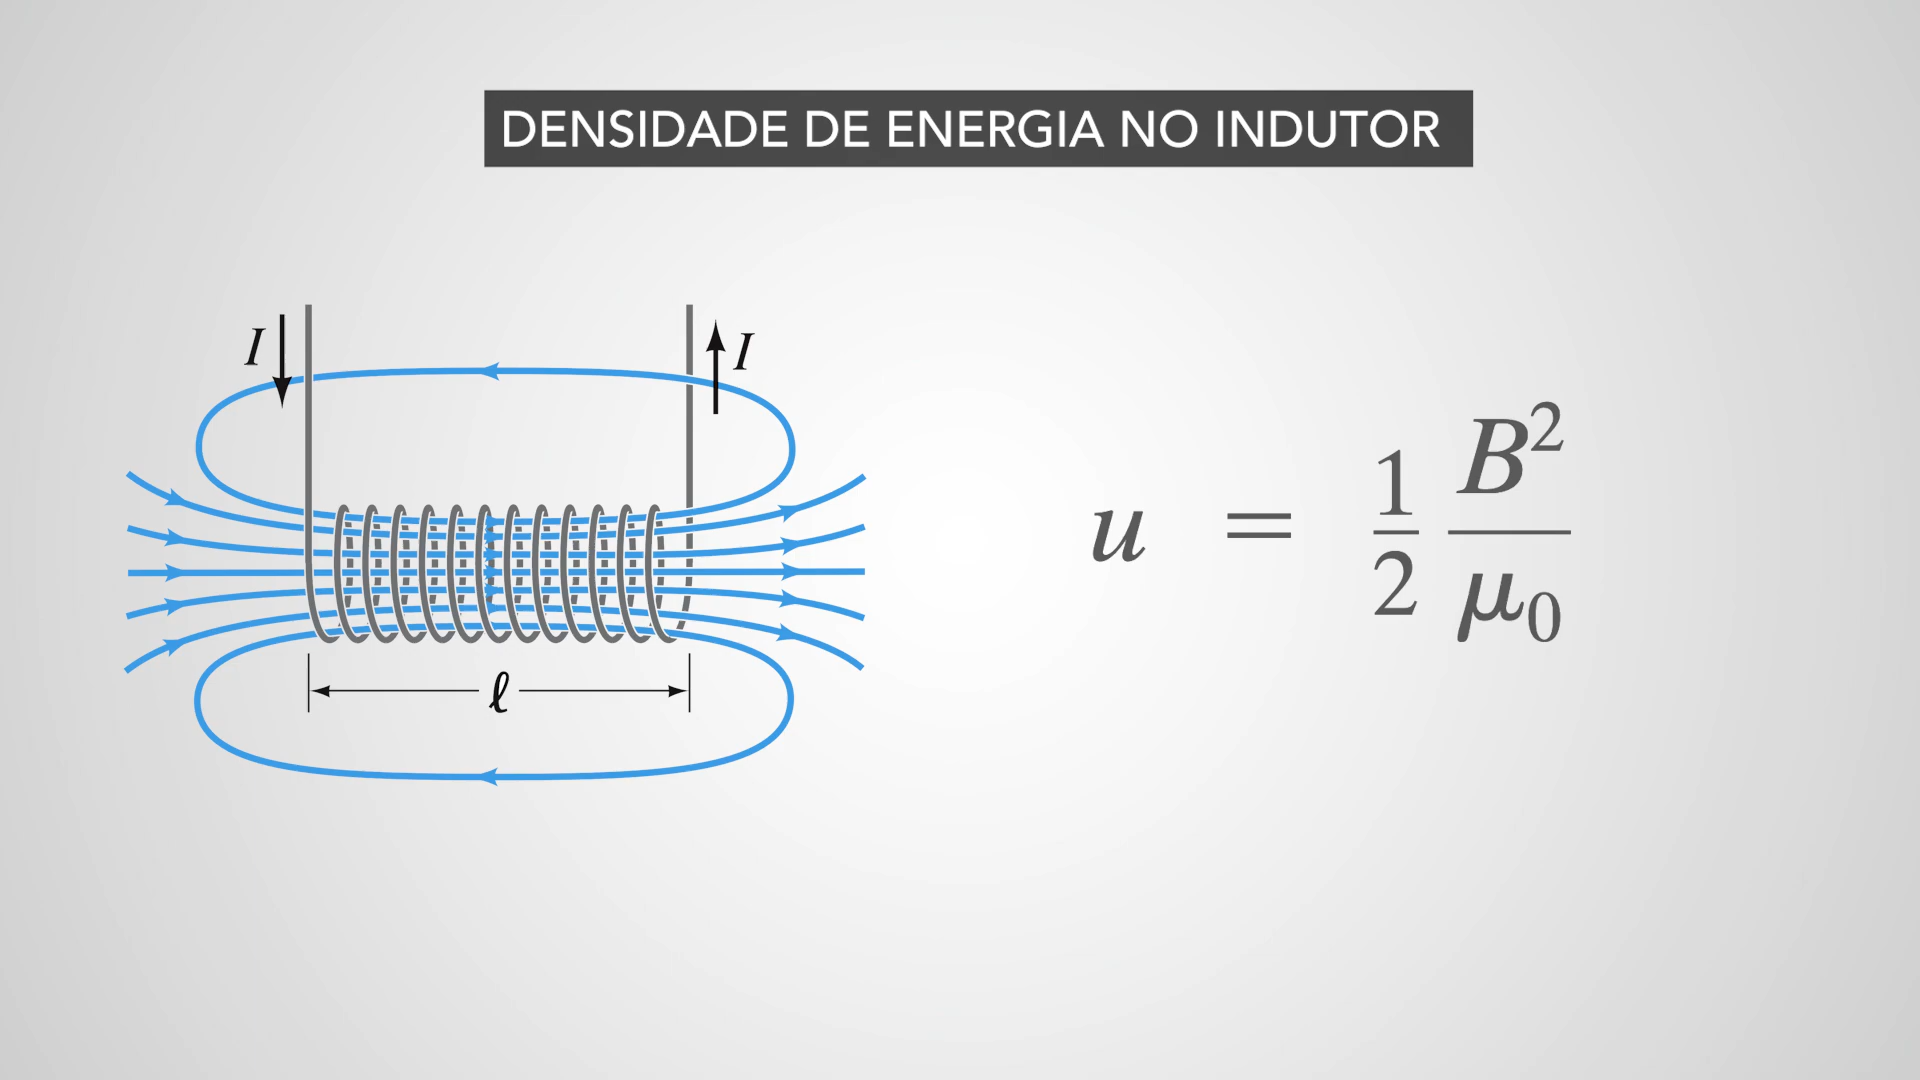 DENSIDADE DE ENERGIA NO INDUTOR
I I
ℓ
u = 1/2 B²/μ₀